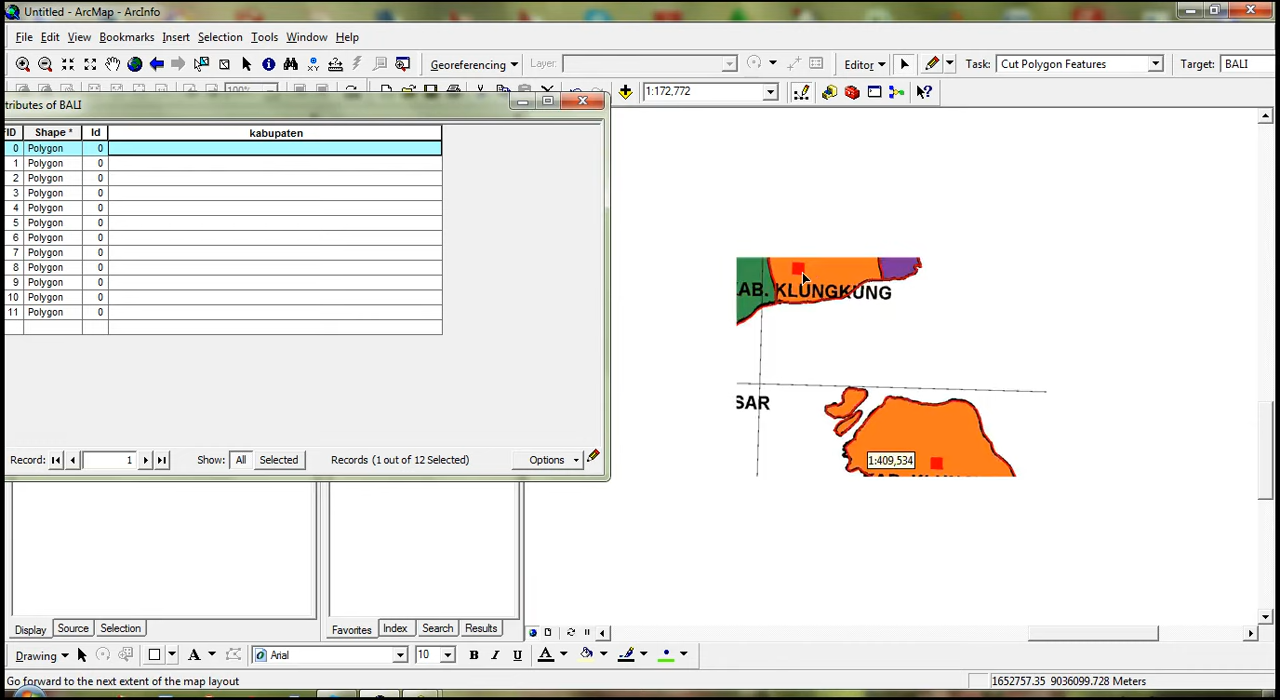 Untitled - ArcMap - ArcInfo
File Edit View Bookmarks Insert Selection Tools Window Help
Georeferencing Layer: Editor Task: Cut Polygon Features Target: BALI
100% 1:172,772
tributes of BALI
FID Shape * Id kabupaten
0 Polygon 0
1 Polygon 0
2 Polygon 0
3 Polygon 0
4 Polygon 0
5 Polygon 0
6 Polygon 0
7 Polygon 0
8 Polygon 0
9 Polygon 0
10 Polygon 0
11 Polygon 0
AB. KLUNGKUNG
SAR
1:409,534
Record: 1 Show: All Selected Records (1 out of 12 Selected) Options
Display Source Selection Favorites Index Search Results
Drawing A Arial 10 B I U A
Go forward to the next extent of the map layout 1652757.35 9036099.728 Meters